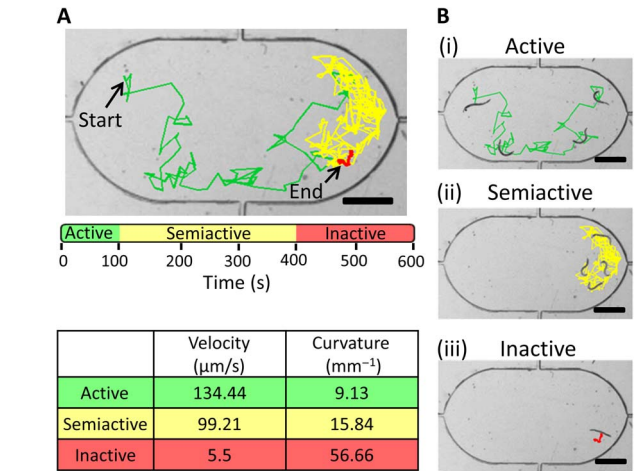 A
Start
End
Active Semiactive Inactive
0 100 200 300 400 500 600
Time (s)
Velocity (μm/s) Curvature (mm⁻¹)
Active 134.44 9.13
Semiactive 99.21 15.84
Inactive 5.5 56.66
B
(i) Active
(ii) Semiactive
(iii) Inactive